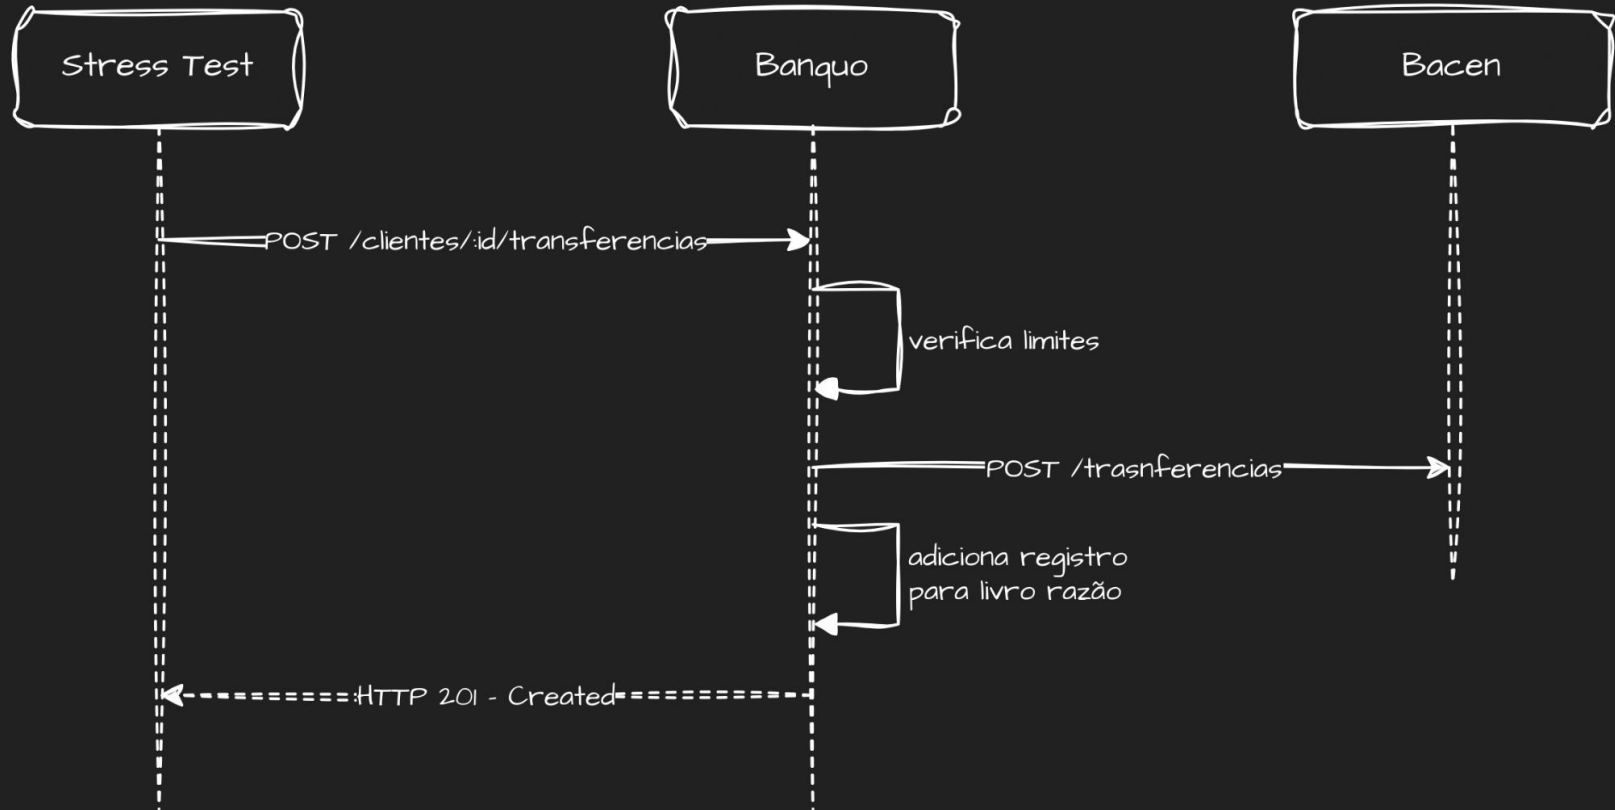 Stress Test
Banquo
Bacen
POST /clientes/:id/transferencias
verifica limites
POST /trasnferencias
adiciona registro
para livro razão
HTTP 201 - Created